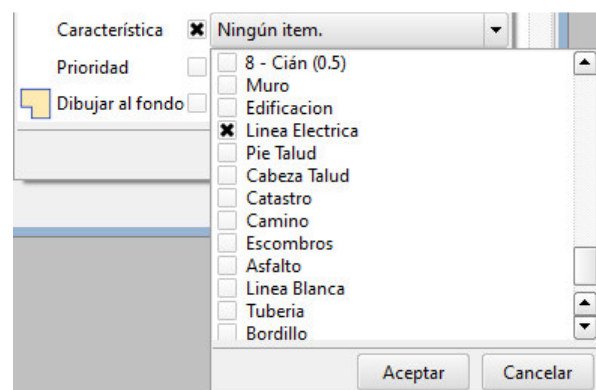 Característica Ningún item.
Prioridad
Dibujar al fondo
8 - Cián (0.5)
Muro
Edificacion
Linea Electrica
Pie Talud
Cabeza Talud
Catastro
Camino
Escombros
Asfalto
Linea Blanca
Tuberia
Bordillo
Aceptar Cancelar